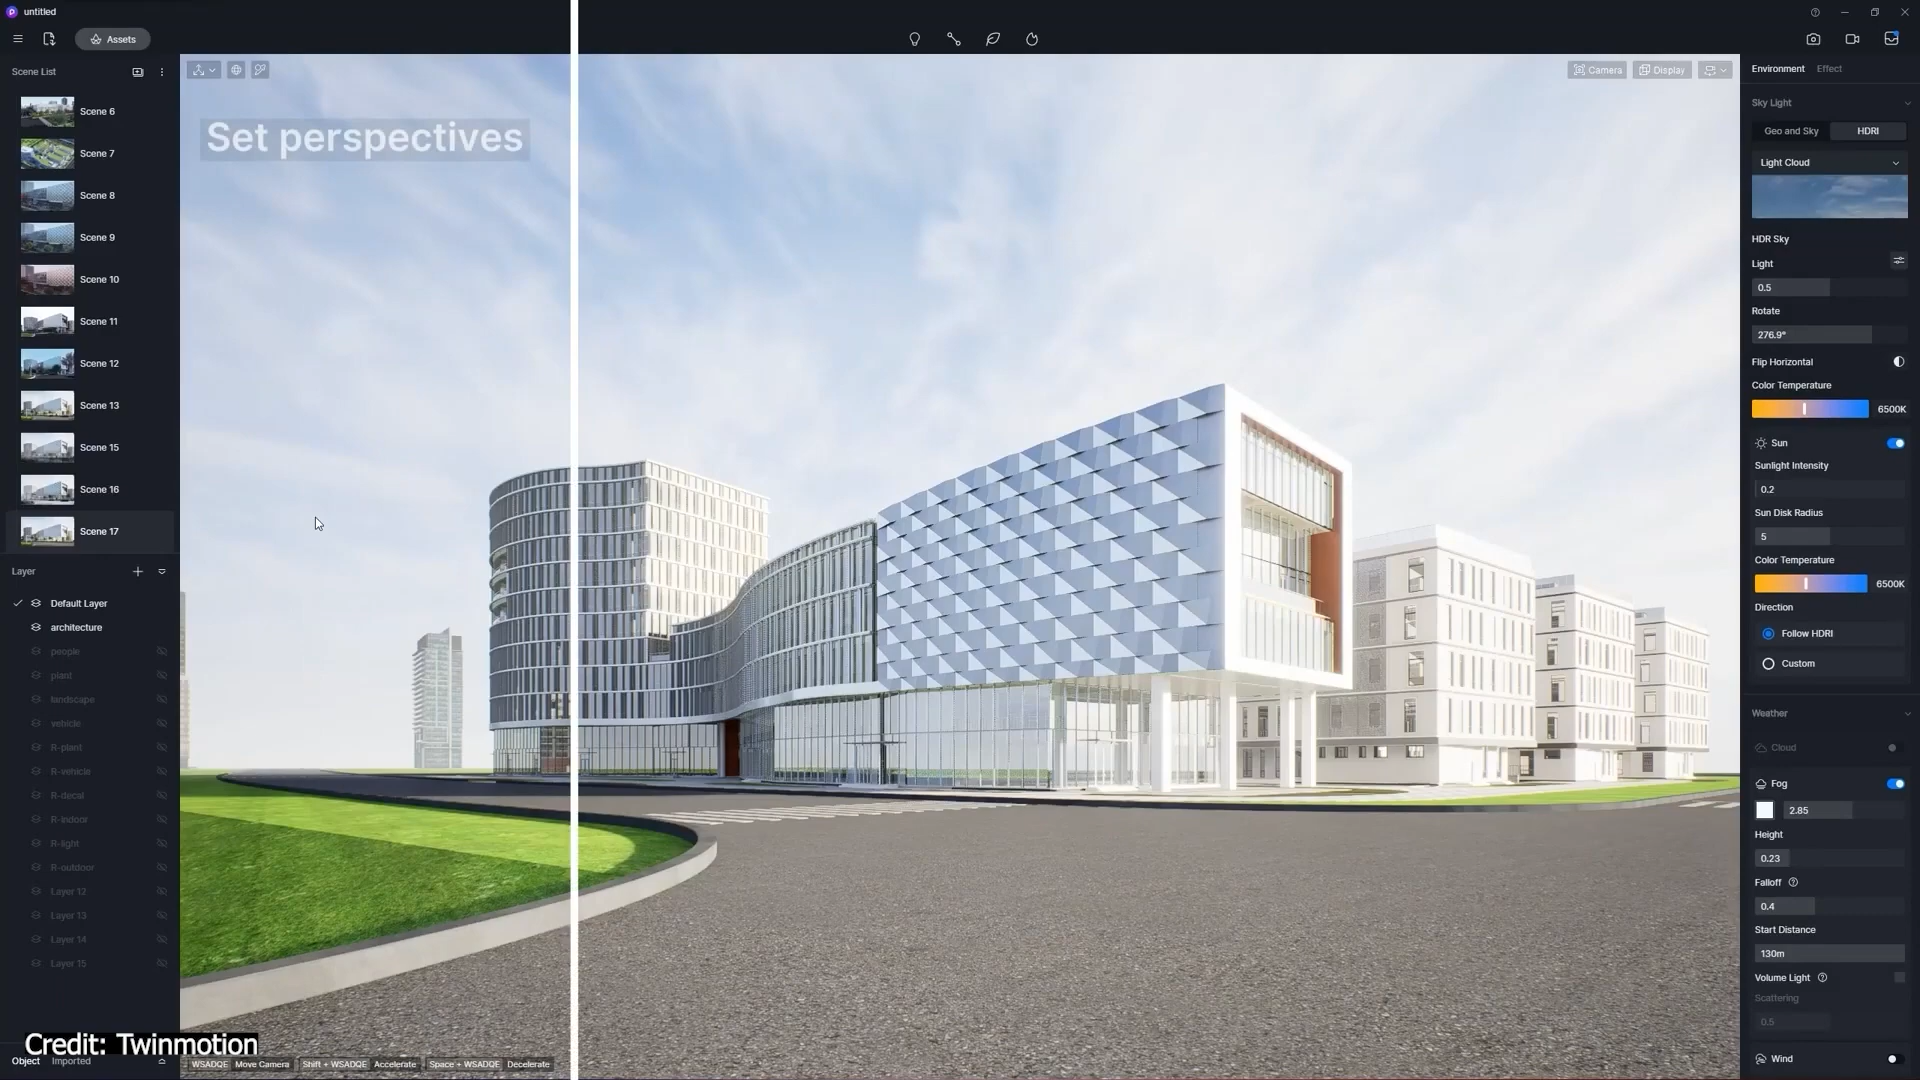 untitled
Assets
Scene List
Scene 6
Scene 7
Scene 8
Scene 9
Scene 10
Scene 11
Scene 12
Scene 13
Scene 15
Scene 16
Scene 17
Layer
Default Layer
architecture
people
plant
landscape
vehicle
R-plant
R-vehicle
R-decal
R-indoor
R-light
R-outdoor
Layer 12
Layer 13
Layer 14
Layer 15
Credit: Twinmotion
Object Imported
Set perspectives
Camera Display
WSADQE Move Camera Shift + WSADQE Accelerate Space + WSADQE Decelerate
Environment Effect
Sky Light
Geo and Sky HDRI
Light Cloud
HDR Sky
Light
0.5
Rotate
276.9°
Flip Horizontal
Color Temperature
6500K
Sun
Sunlight Intensity
0.2
Sun Disk Radius
5
Color Temperature
6500K
Direction
Follow HDRI
Custom
Weather
Cloud
Fog
2.85
Height
0.23
Falloff
0.4
Start Distance
130m
Volume Light
Scattering
0.5
Wind